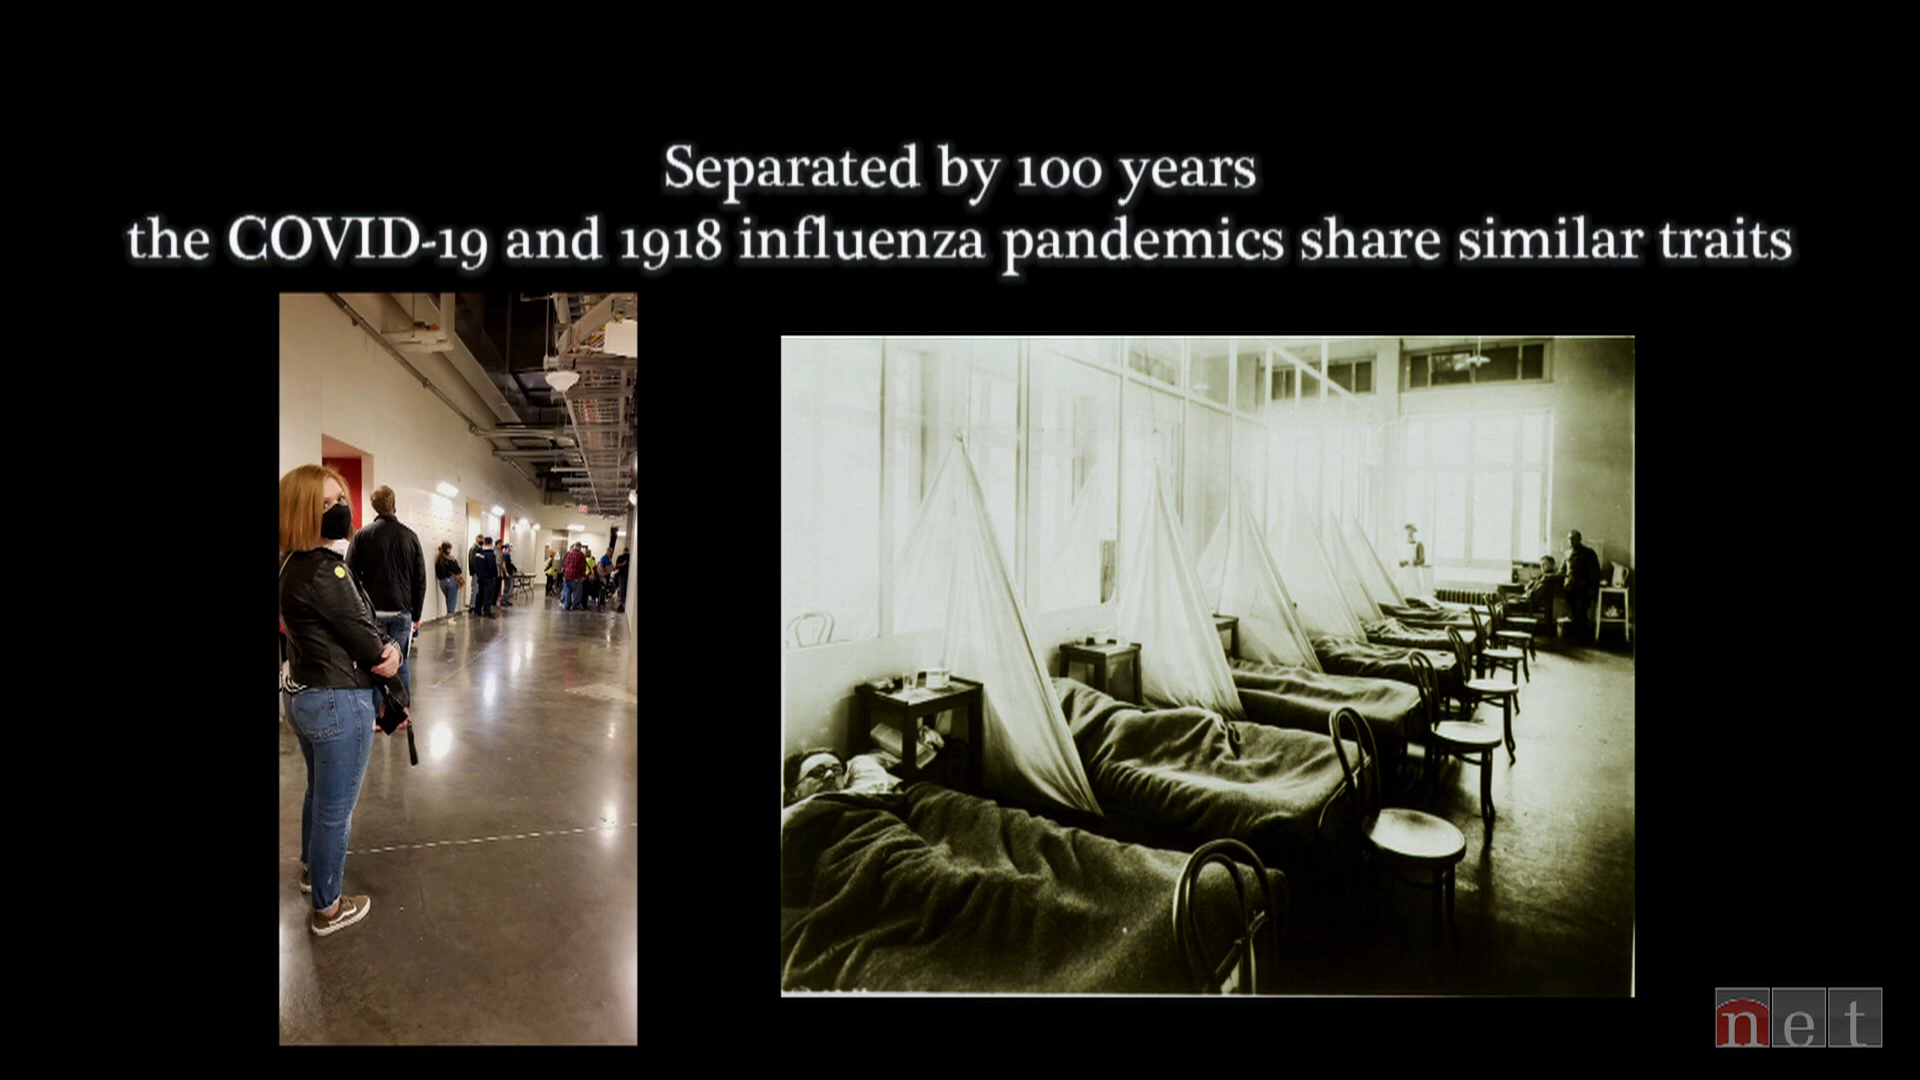 Separated by 100 years
the COVID-19 and 1918 influenza pandemics share similar traits
net